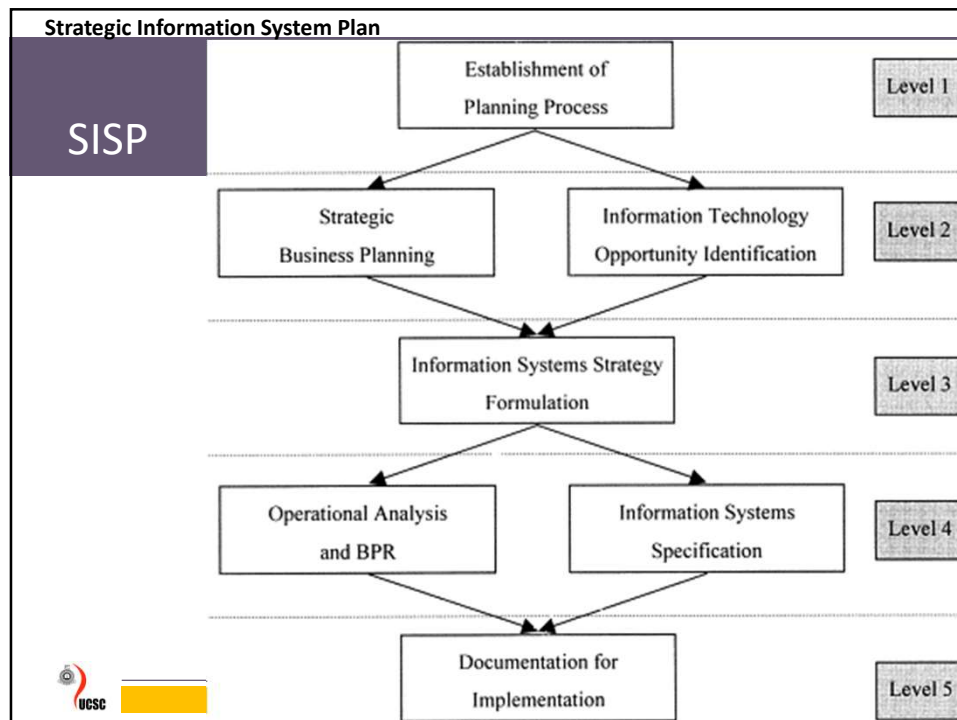 Strategic Information System Plan
SISP
Establishment of
Planning Process
Level 1
Strategic
Business Planning
Information Technology
Opportunity Identification
Level 2
Information Systems Strategy
Formulation
Level 3
Operational Analysis
and BPR
Information Systems
Specification
Level 4
Documentation for
Implementation
Level 5
UCSC